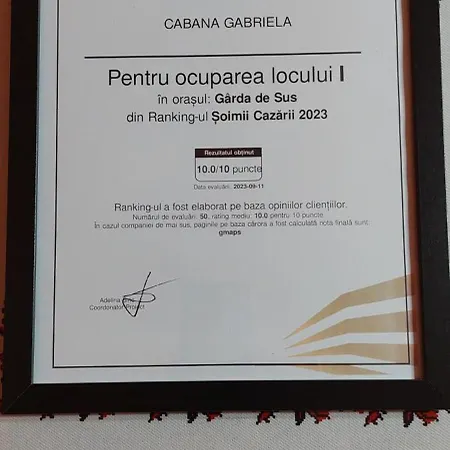 CABANA GABRIELA
Pentru ocuparea locului I
în orașul: Gârda de Sus
din Ranking-ul Șoimii Cazării 2023
Rezultatul obținut
10.0/10 puncte
Data evaluării: 2023-09-11
Ranking-ul a fost elaborat pe baza opiniilor clienților.
Numărul de evaluări: 50, rating mediu: 10.0 pentru 10 puncte
În cazul companiei de mai sus, paginile pe baza cărora a fost calculată nota finală sunt:
gmaps
Adelina
Coordonator Proiect